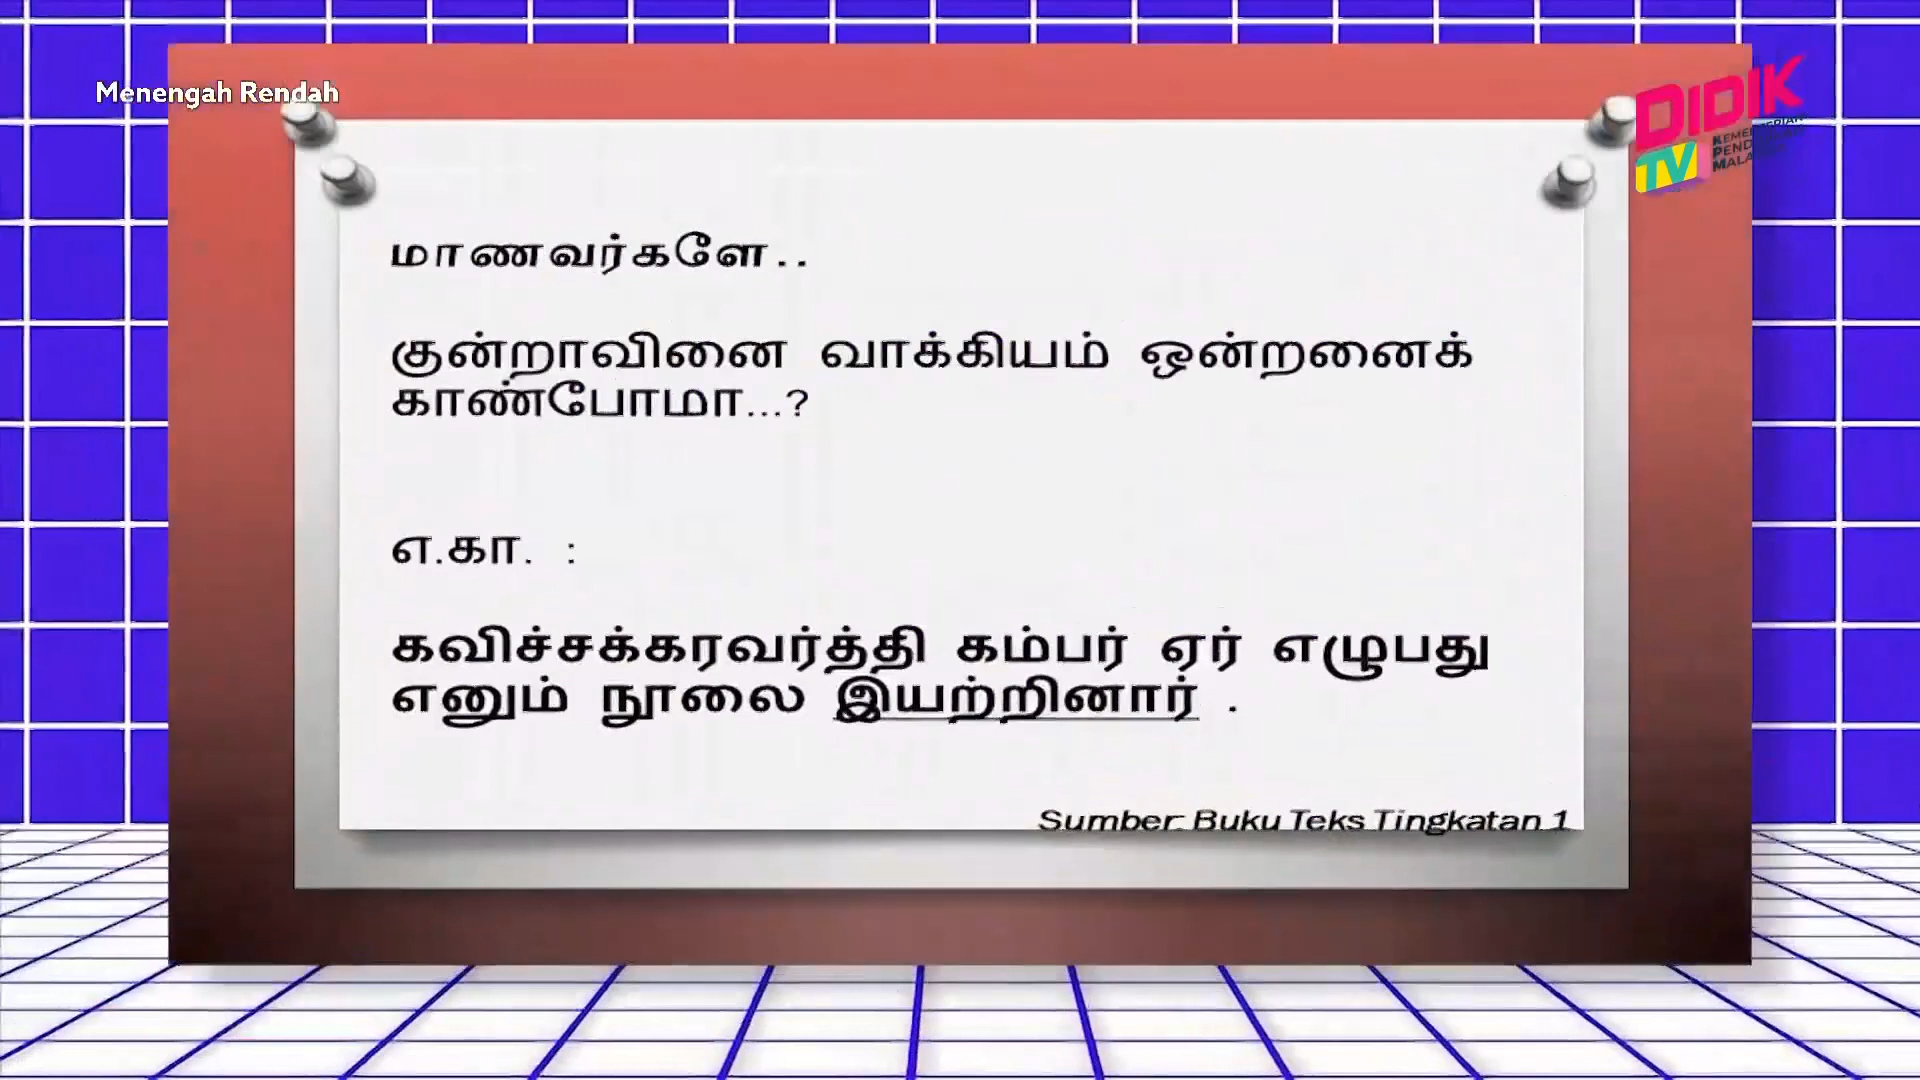 Menengah Rendah
DIDIK
TV
மாணவர்களே..
குன்றாவினை வாக்கியம் ஒன்றனைக்
காண்போமா...?
எ.கா. :
கவிச்சக்கரவர்த்தி கம்பர் ஏர் எழுபது
எனும் நூலை இயற்றினார் .
Sumber: Buku Teks Tingkatan 1